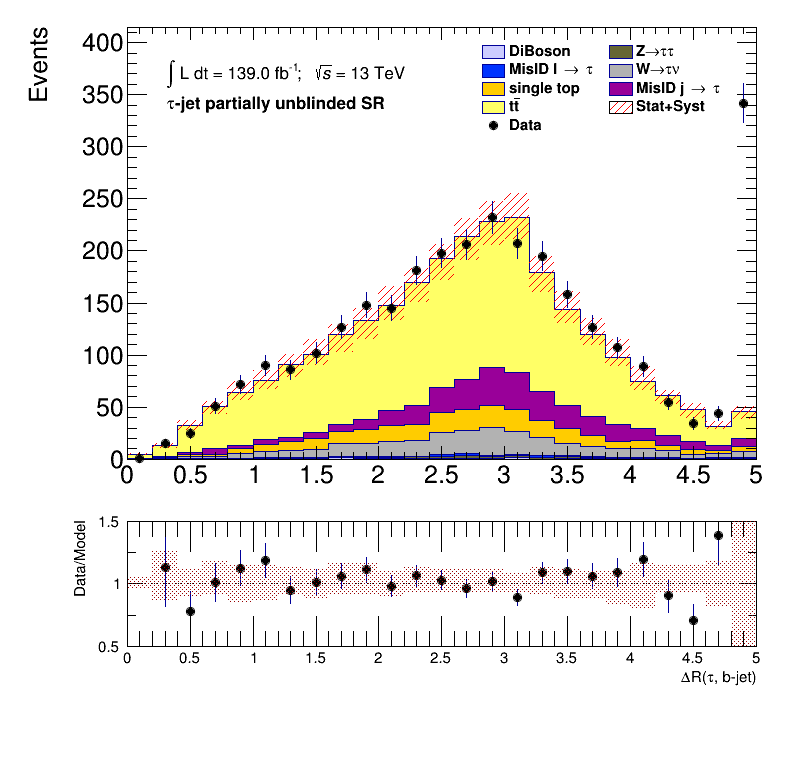 Events
400
350
300
250
200
150
100
50
0
∫ L dt = 139.0 fb⁻¹; √s = 13 TeV
τ-jet partially unblinded SR
DiBoson
MisID l → τ
single top
tt̄
Data
Z→ττ
W→τν
MisID j → τ
Stat+Syst
0 0.5 1 1.5 2 2.5 3 3.5 4 4.5 5
Data/Model
1.5
1
0.5
0 0.5 1 1.5 2 2.5 3 3.5 4 4.5 5
ΔR(τ, b-jet)